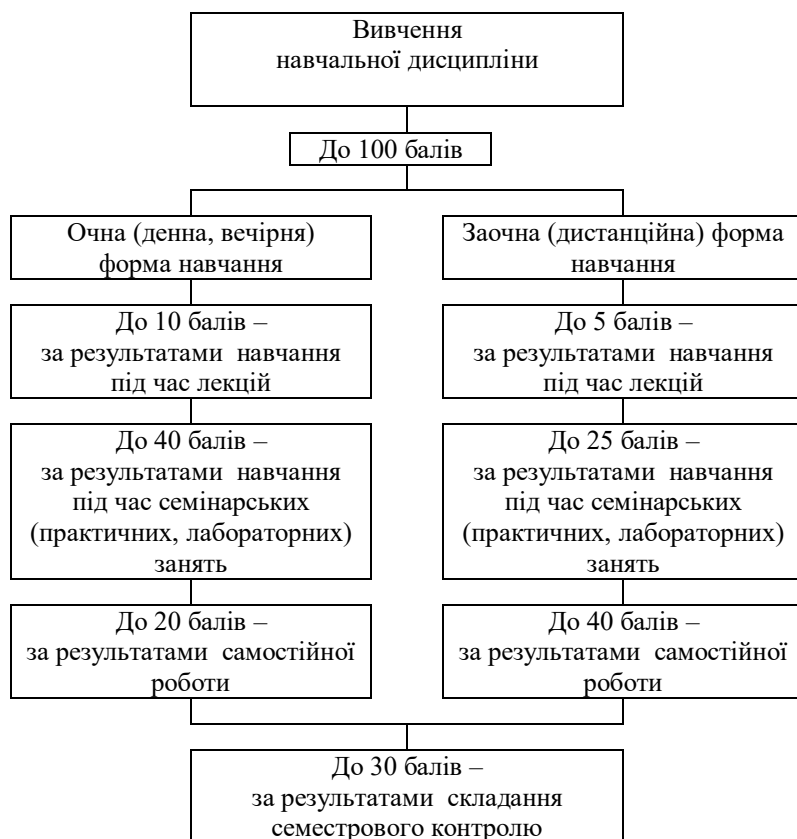 Вивчення
навчальної дисципліни
До 100 балів
Очна (денна, вечірня)
форма навчання
До 10 балів –
за результатами навчання
під час лекцій
До 40 балів –
за результатами навчання
під час семінарських
(практичних, лабораторних)
занять
До 20 балів –
за результатами самостійної
роботи
Заочна (дистанційна) форма
навчання
До 5 балів –
за результатами навчання
під час лекцій
До 25 балів –
за результатами навчання
під час семінарських
(практичних, лабораторних)
занять
До 40 балів –
за результатами самостійної
роботи
До 30 балів –
за результатами складання
семестрового контролю